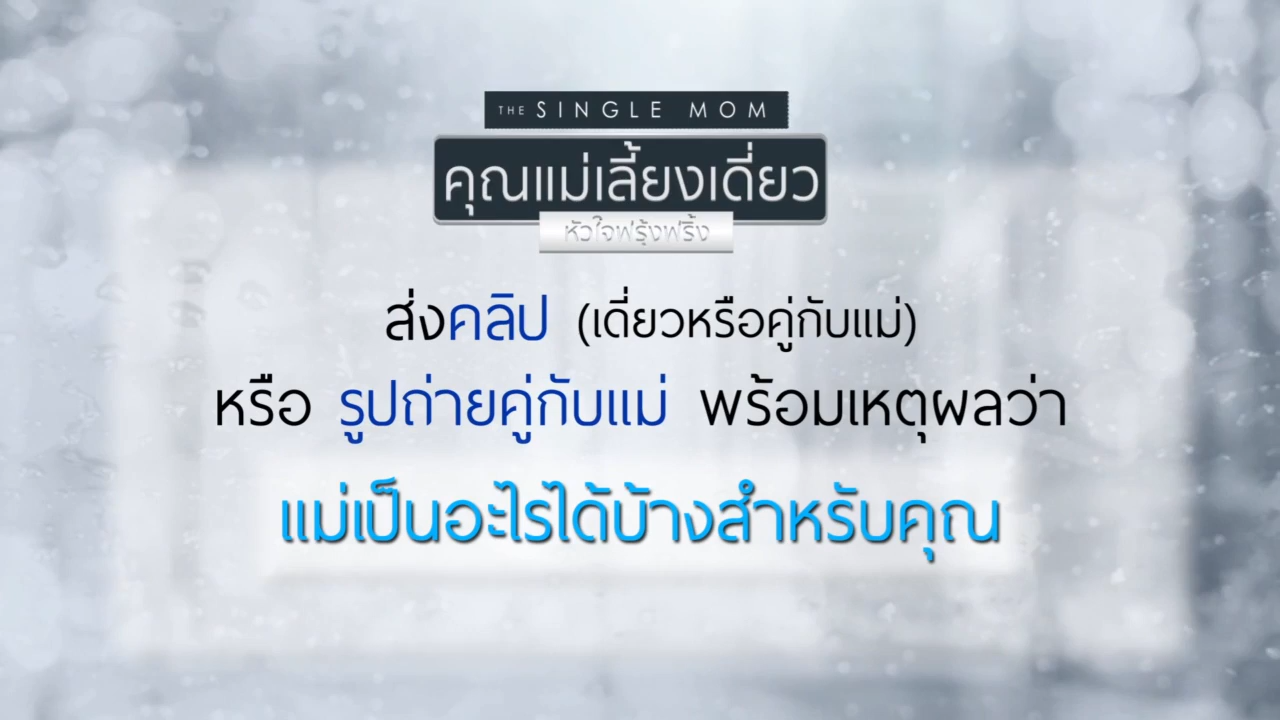 THE SINGLE MOM
คุณแม่เลี้ยงเดี่ยว
หัวใจฟรุ้งฟริ้ง
ส่งคลิป (เดี่ยวหรือคู่กับแม่)
หรือ รูปถ่ายคู่กับแม่ พร้อมเหตุผลว่า
แม่เป็นอะไรได้บ้างสำหรับคุณ